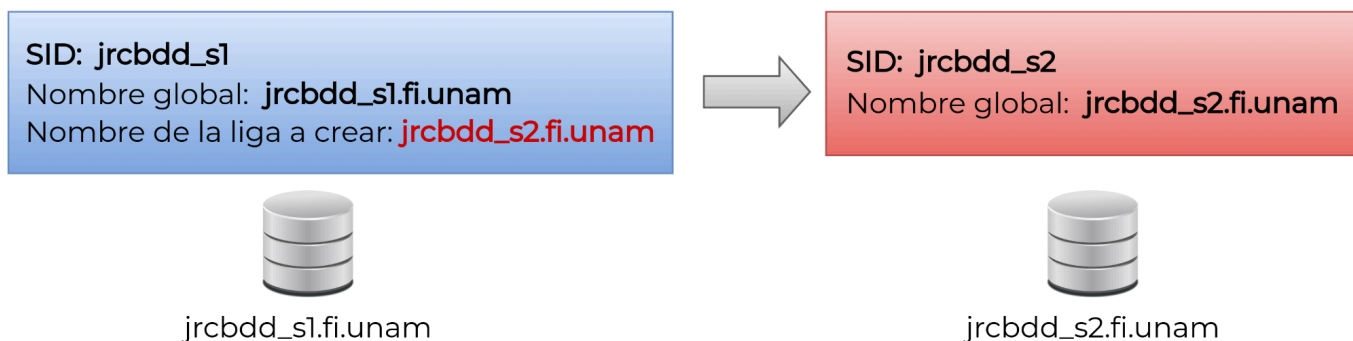 SID: jrcbdd_s1
Nombre global: jrcbdd_s1.fi.unam
Nombre de la liga a crear: jrcbdd_s2.fi.unam
SID: jrcbdd_s2
Nombre global: jrcbdd_s2.fi.unam
jrcbdd_s1.fi.unam
jrcbdd_s2.fi.unam